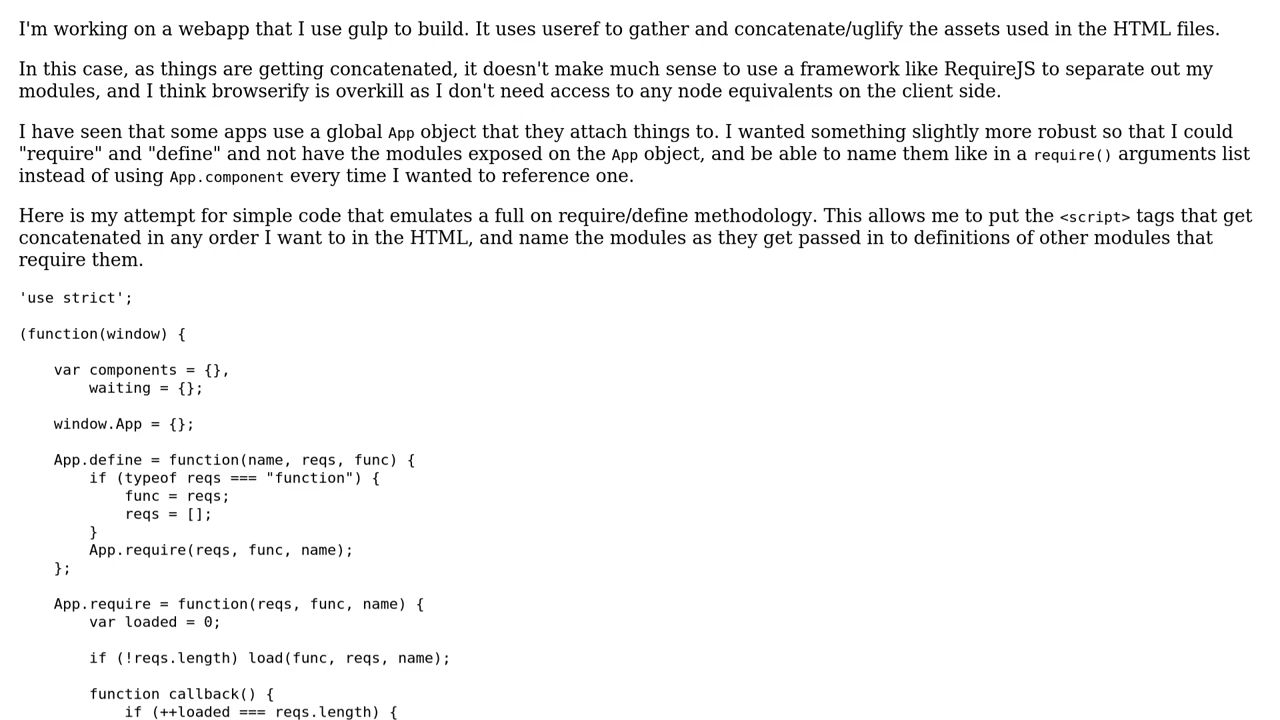 I'm working on a webapp that I use gulp to build. It uses useref to gather and concatenate/uglify the assets used in the HTML files.
In this case, as things are getting concatenated, it doesn't make much sense to use a framework like RequireJS to separate out my
modules, and I think browserify is overkill as I don't need access to any node equivalents on the client side.
I have seen that some apps use a global App object that they attach things to. I wanted something slightly more robust so that I could
"require" and "define" and not have the modules exposed on the App object, and be able to name them like in a require() arguments list
instead of using App.component every time I wanted to reference one.
Here is my attempt for simple code that emulates a full on require/define methodology. This allows me to put the <script> tags that get
concatenated in any order I want to in the HTML, and name the modules as they get passed in to definitions of other modules that
require them.
'use strict';
(function(window) {
    var components = {},
        waiting = {};
    window.App = {};
    App.define = function(name, reqs, func) {
        if (typeof reqs === "function") {
            func = reqs;
            reqs = [];
        }
        App.require(reqs, func, name);
    };
    App.require = function(reqs, func, name) {
        var loaded = 0;
        if (!reqs.length) load(func, reqs, name);
        function callback() {
            if (++loaded === reqs.length) {